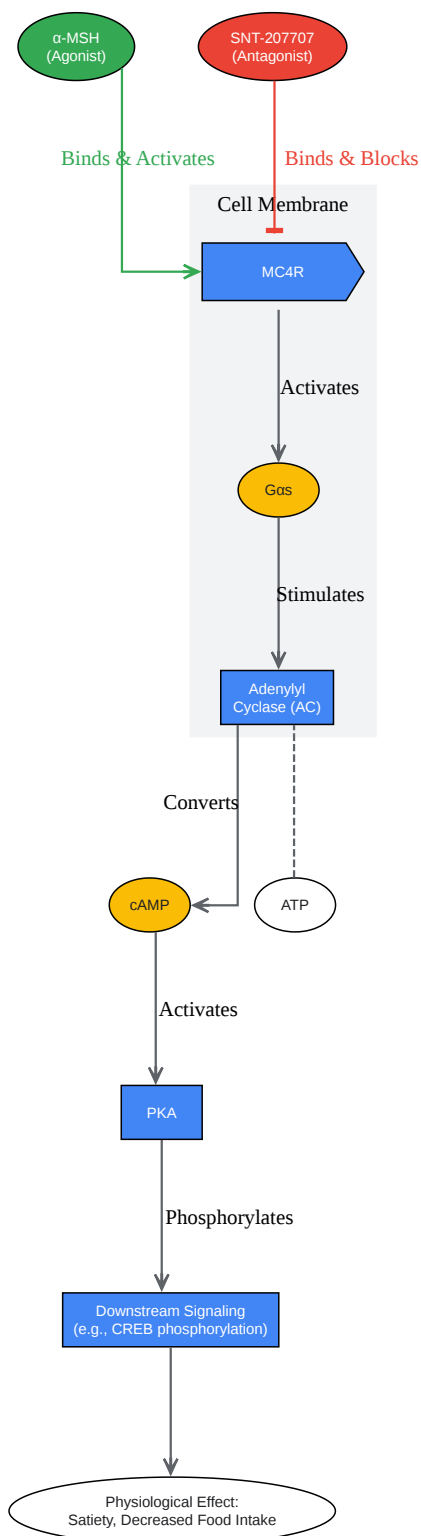 α-MSH
(Agonist)
SNT-207707
(Antagonist)
Binds & Activates
Binds & Blocks
Cell Membrane
MC4R
Activates
Gαs
Stimulates
Adenylyl
Cyclase (AC)
Converts
cAMP
ATP
Activates
PKA
Phosphorylates
Downstream Signaling
(e.g., CREB phosphorylation)
Physiological Effect:
Satiety, Decreased Food Intake